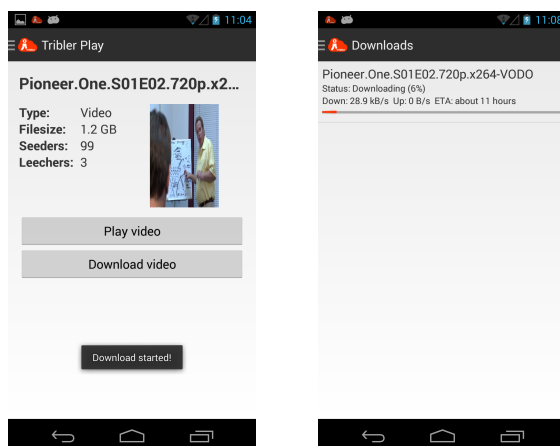 11:04
Tribler Play
Pioneer.One.S01E02.720p.x2...
Type: Video
Filesize: 1.2 GB
Seeders: 99
Leechers: 3
Play video
Download video
Download started!
11:08
Downloads
Pioneer.One.S01E02.720p.x264-VODO
Status: Downloading (6%)
Down: 28.9 kB/s Up: 0 B/s ETA: about 11 hours